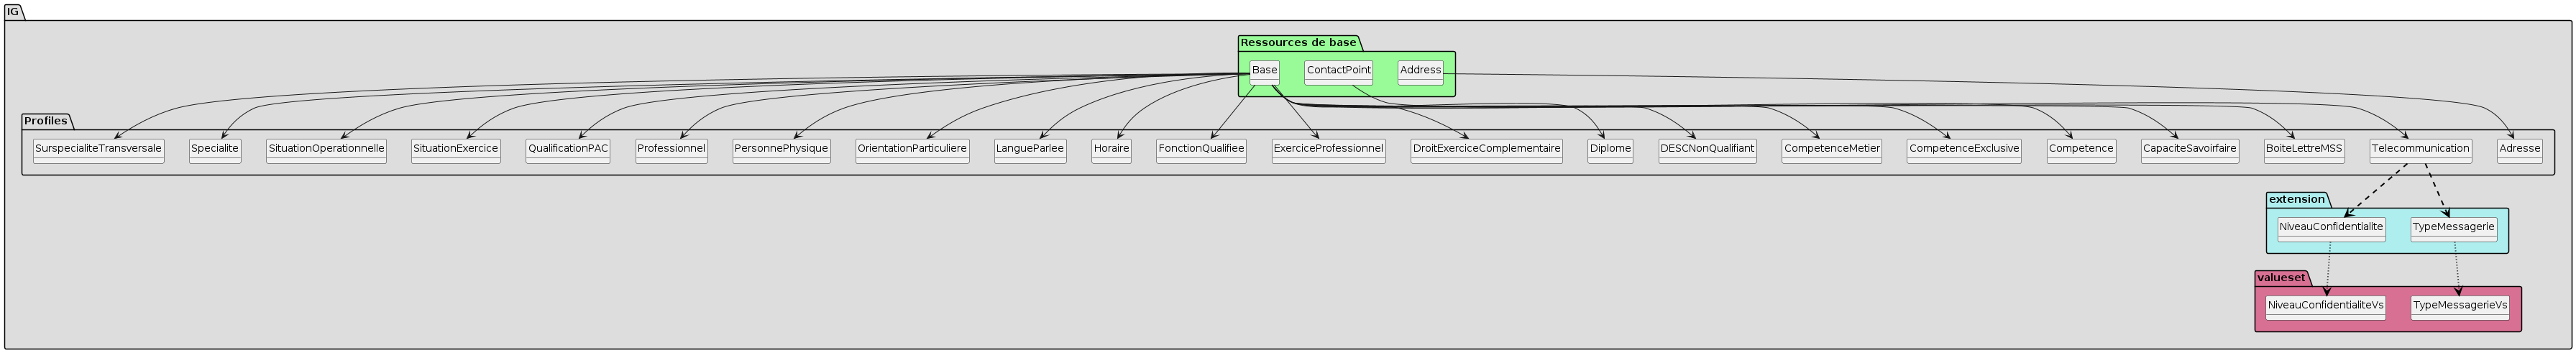 IG
Ressources de base
Base
ContactPoint
Address
Profiles
SurspecialiteTransversale
Specialite
SituationOperationnelle
SituationExercice
QualificationPAC
Professionnel
PersonnePhysique
OrientationParticuliere
LangueParlee
Horaire
FonctionQualifiee
ExerciceProfessionnel
DroitExerciceComplementaire
Diplome
DESCNonQualifiant
CompetenceMetier
CompetenceExclusive
Competence
CapaciteSavoirfaire
BoiteLettreMSS
Telecommunication
Adresse
extension
NiveauConfidentialite
TypeMessagerie
valueset
NiveauConfidentialiteVs
TypeMessagerieVs